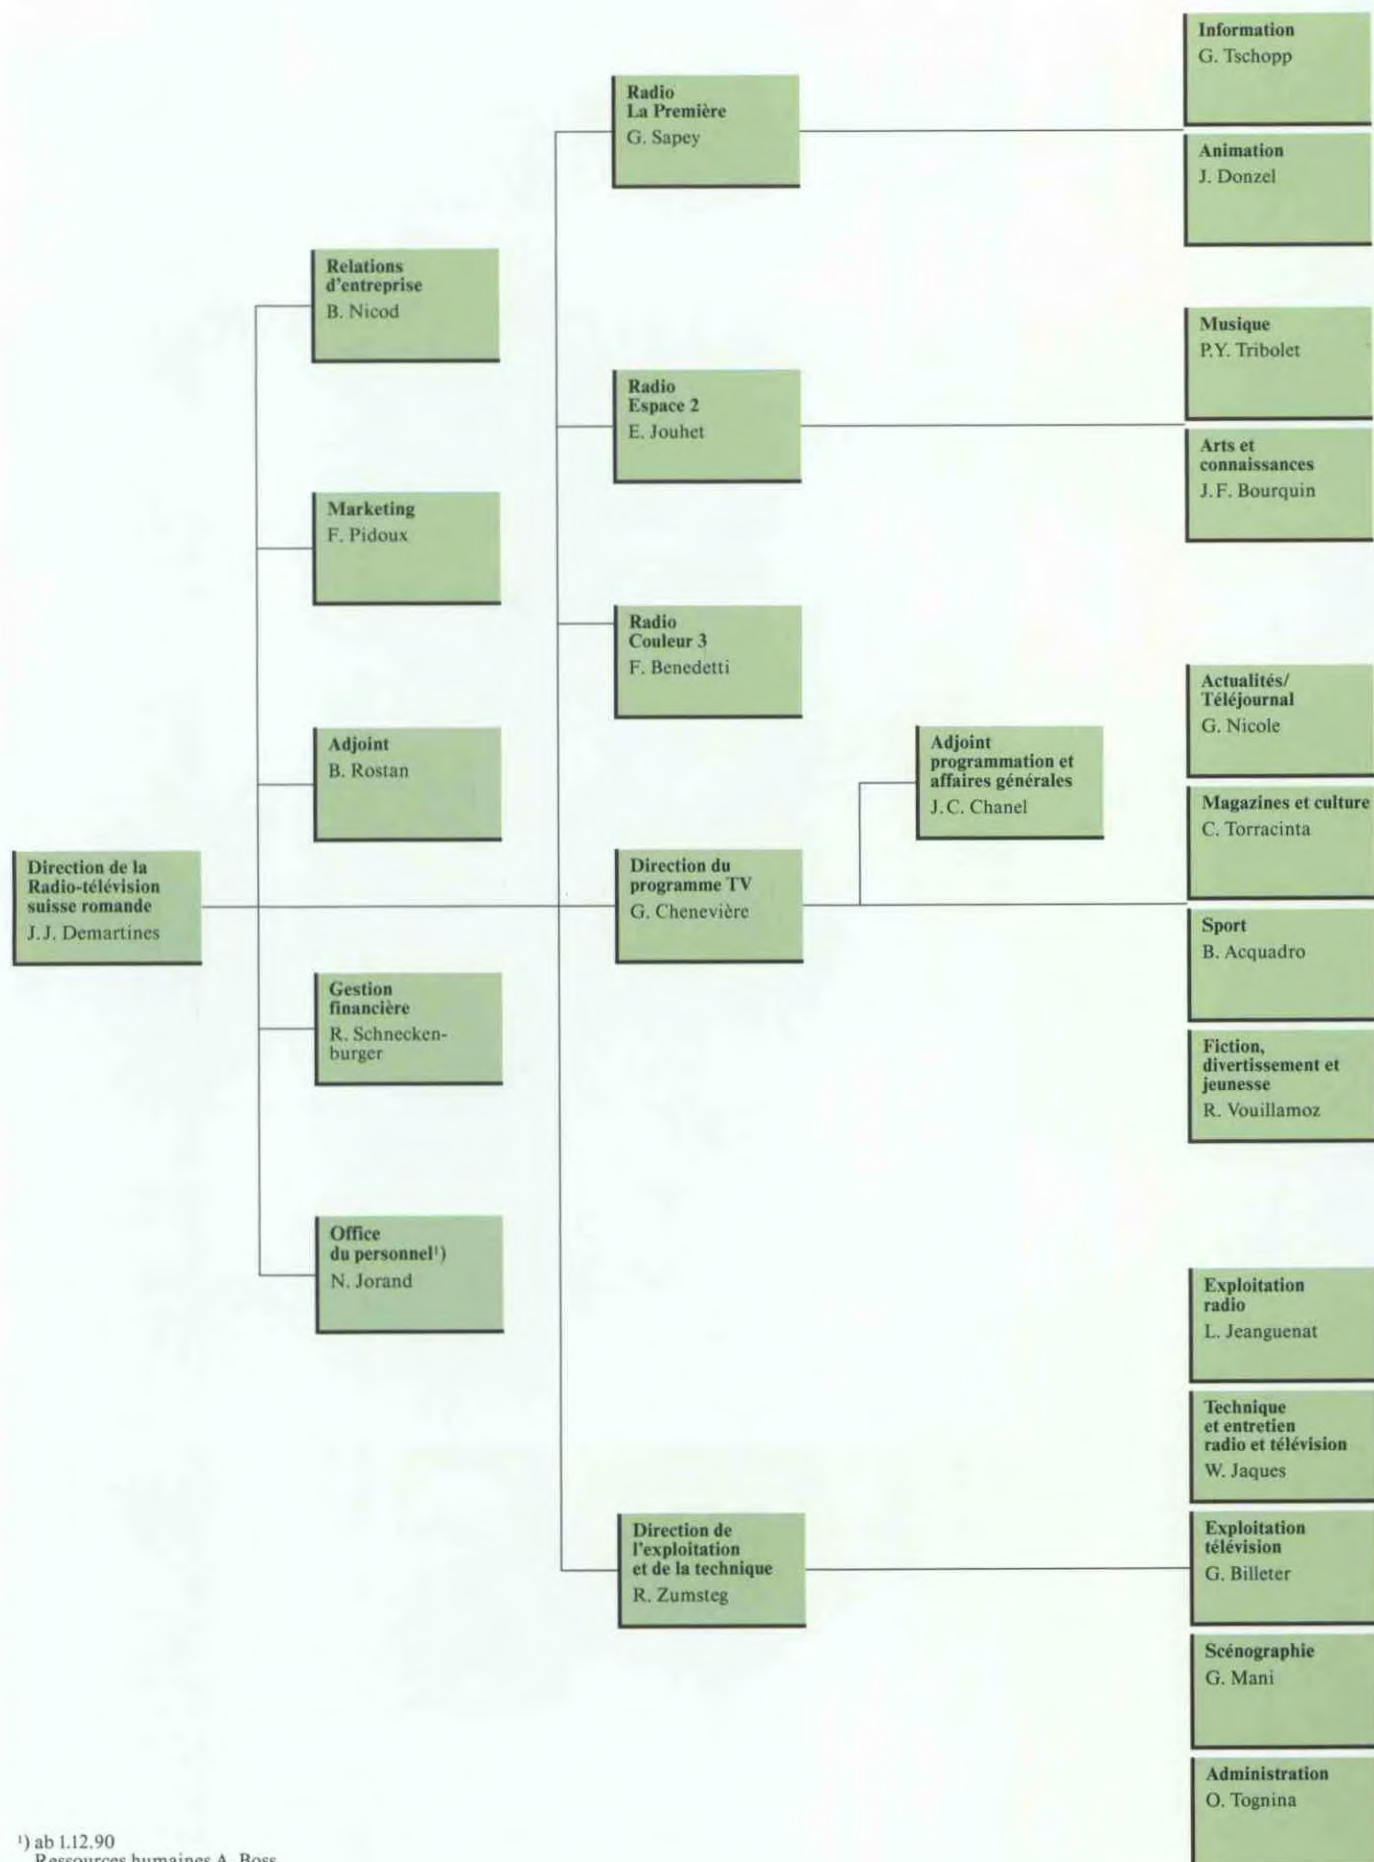 Direction de la
Radio-télévision
suisse romande
J.J. Demartines
Relations
d'entreprise
B. Nicod
Marketing
F. Pidoux
Adjoint
B. Rostan
Gestion
financière
R. Schnecken-
burger
Office
du personnel¹)
N. Jorand
Radio
La Première
G. Sapey
Radio
Espace 2
E. Jouhet
Radio
Couleur 3
F. Benedetti
Direction du
programme TV
G. Chenevière
Direction de
l'exploitation
et de la technique
R. Zumsteg
Adjoint
programmation et
affaires générales
J.C. Chanel
Information
G. Tschopp
Animation
J. Donzel
Musique
P.Y. Tribolet
Arts et
connaissances
J.F. Bourquin
Actualités/
Téléjournal
G. Nicole
Magazines et culture
C. Torracinta
Sport
B. Acquadro
Fiction,
divertissement et
jeunesse
R. Vouillamoz
Exploitation
radio
L. Jeanguenat
Technique
et entretien
radio et télévision
W. Jaques
Exploitation
télévision
G. Billeter
Scénographie
G. Mani
Administration
O. Tognina
¹) ab 1.12.90
Ressources humaines A. Boss